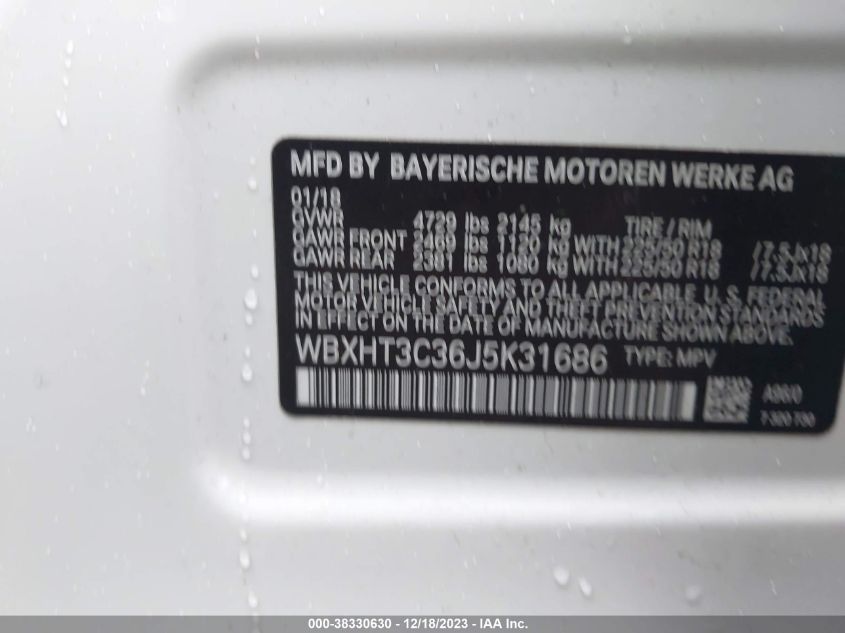 MFD BY BAYERISCHE MOTOREN WERKE AG
01/18
GVWR 4729 lbs 2145 kg TIRE / RIM
GAWR FRONT 2469 lbs 1120 kg WITH 225/50 R18 /7.5Jx18
GAWR REAR 2381 lbs 1080 kg WITH 225/50 R18 /7.5Jx18
THIS VEHICLE CONFORMS TO ALL APPLICABLE U. S. FEDERAL
MOTOR VEHICLE SAFETY AND THEFT PREVENTION STANDARDS
IN EFFECT ON THE DATE OF MANUFACTURE SHOWN ABOVE.
WBXHT3C36J5K31686 TYPE: MPV
7 320 730
000-38330630 - 12/18/2023 - IAA Inc.